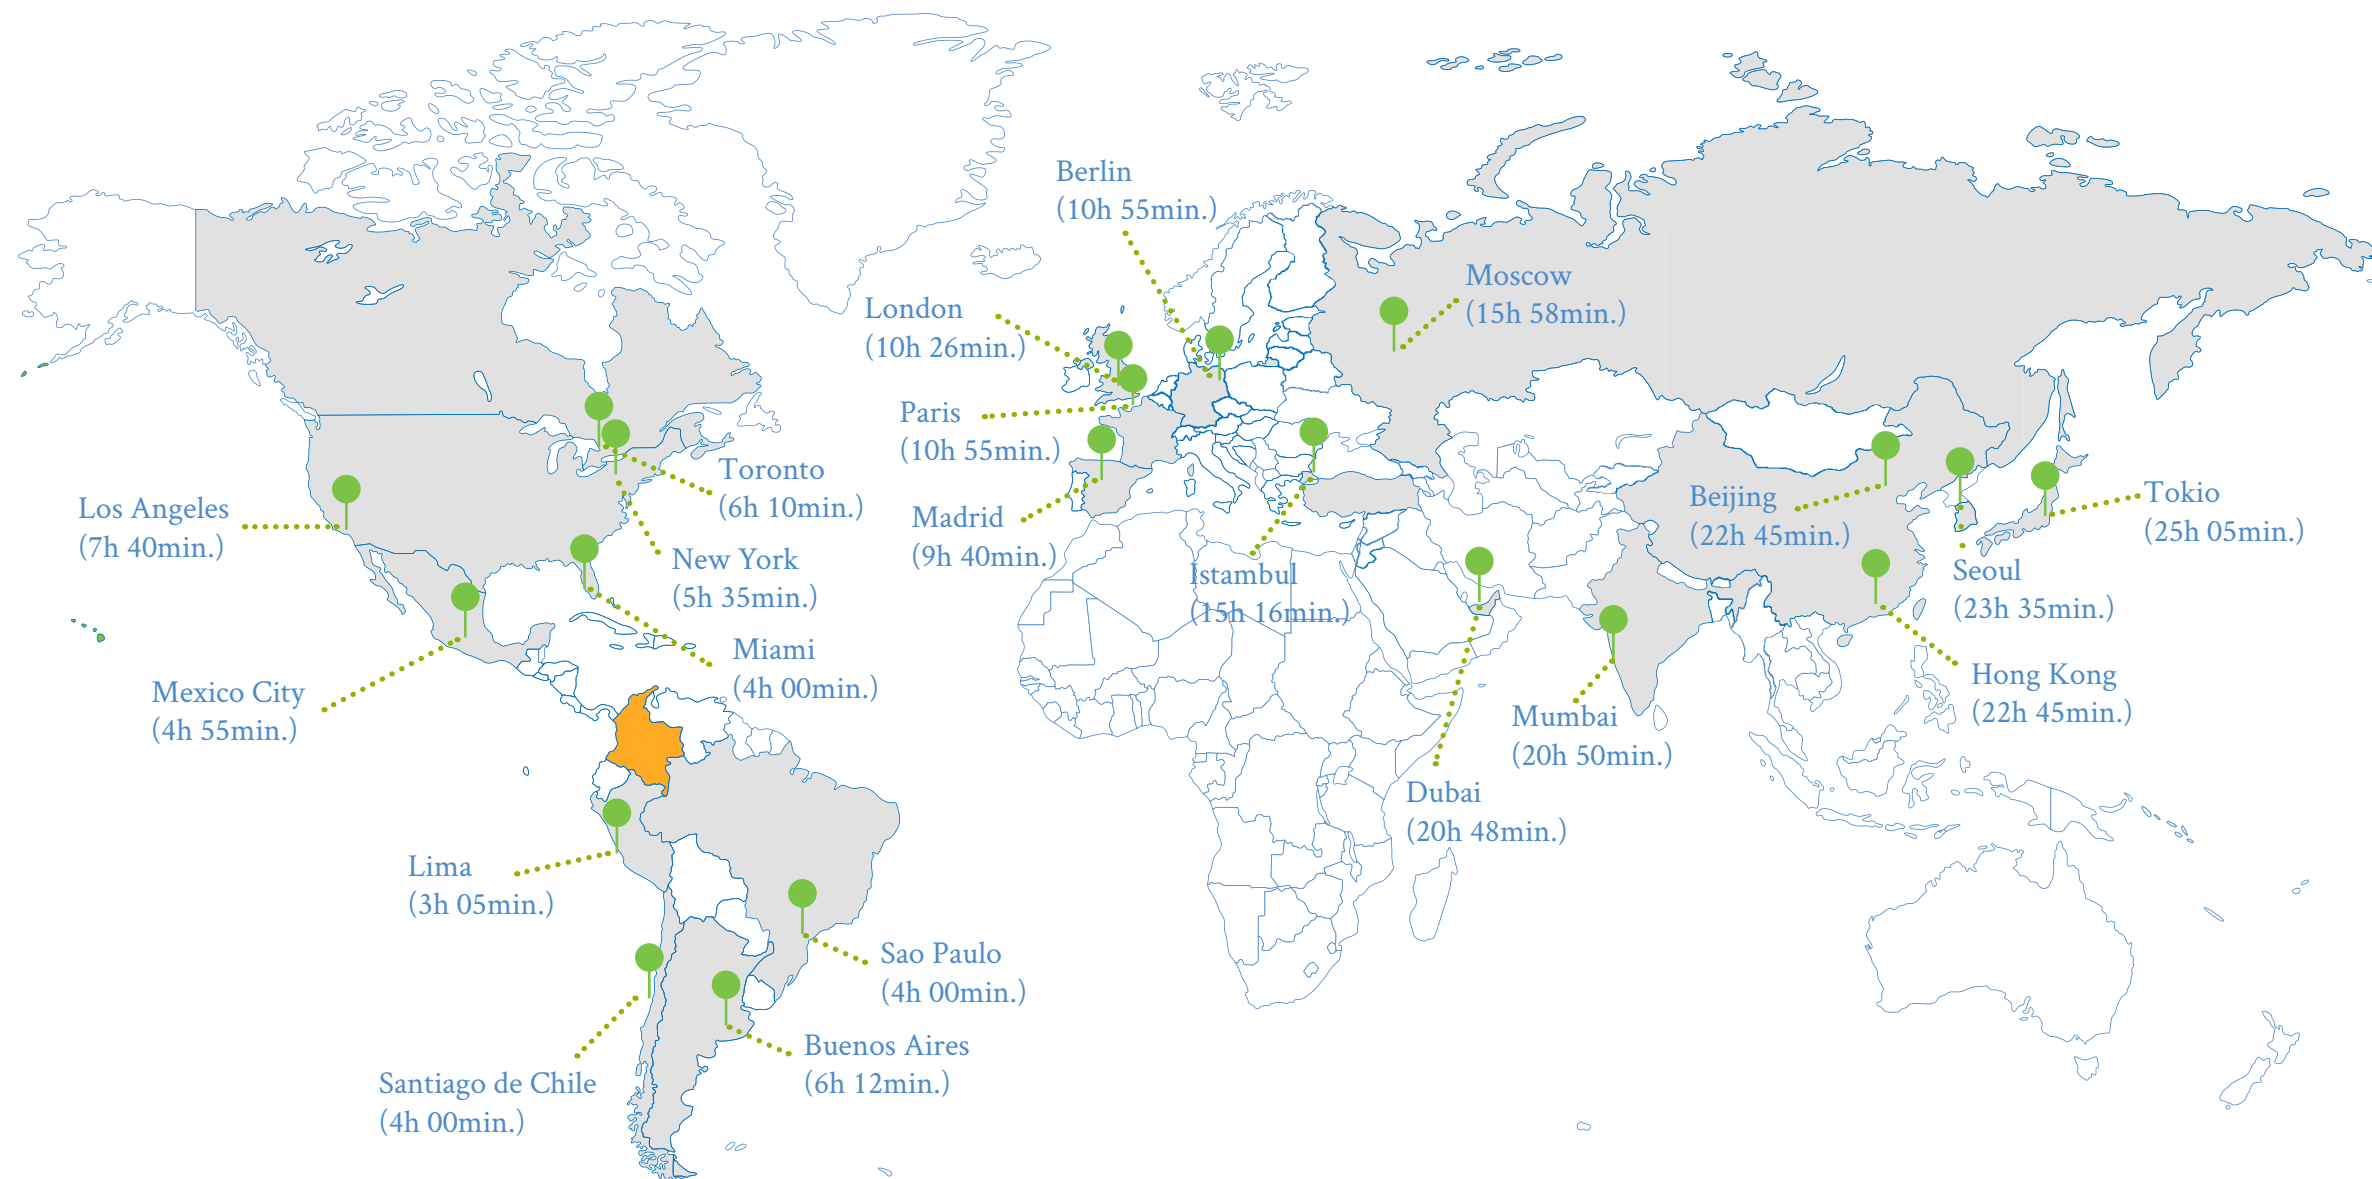 Berlin
(10h 55min.)
Moscow
(15h 58min.)
London
(10h 26min.)
Paris
(10h 55min.)
Toronto
(6h 10min.)
Los Angeles
(7h 40min.)
Madrid
(9h 40min.)
Beijing
(22h 45min.)
Tokio
(25h 05min.)
New York
(5h 35min.)
Istambul
(15h 16min.)
Seoul
(23h 35min.)
Miami
(4h 00min.)
Mexico City
(4h 55min.)
Hong Kong
(22h 45min.)
Mumbai
(20h 50min.)
Dubai
(20h 48min.)
Lima
(3h 05min.)
Sao Paulo
(4h 00min.)
Buenos Aires
(6h 12min.)
Santiago de Chile
(4h 00min.)